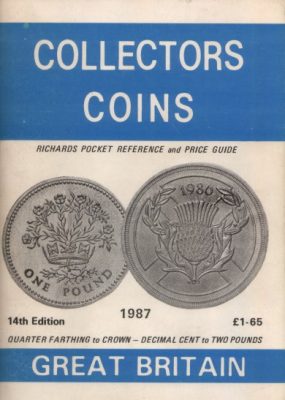 COLLECTORS
COINS
RICHARDS POCKET REFERENCE and PRICE GUIDE
1986
ONE POUND
1987
14th Edition
£1-65
QUARTER FARTHING to CROWN – DECIMAL CENT to TWO POUNDS
GREAT BRITAIN